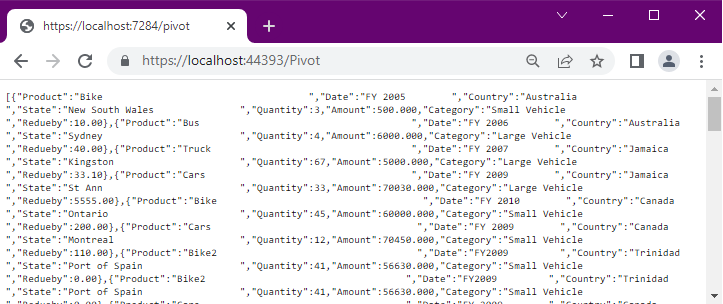 https://localhost:7284/pivot
https://localhost:44393/Pivot
[{"Product":"Bike ","Date":"FY 2005 ","Country":"Australia
","State":"New South Wales ","Quantity":3,"Amount":500.000,"Category":"Small Vehicle
","Redueby":10.00},{"Product":"Bus ","Date":"FY 2006 ","Country":"Australia
","State":"Sydney ","Quantity":4,"Amount":6000.000,"Category":"Large Vehicle
","Redueby":40.00},{"Product":"Truck ","Date":"FY 2007 ","Country":"Jamaica
","State":"Kingston ","Quantity":67,"Amount":5000.000,"Category":"Large Vehicle
","Redueby":33.10},{"Product":"Cars ","Date":"FY 2009 ","Country":"Jamaica
","State":"St Ann ","Quantity":33,"Amount":70030.000,"Category":"Large Vehicle
","Redueby":5555.00},{"Product":"Bike ","Date":"FY 2010 ","Country":"Canada
","State":"Ontario ","Quantity":45,"Amount":60000.000,"Category":"Small Vehicle
","Redueby":200.00},{"Product":"Cars ","Date":"FY 2009 ","Country":"Canada
","State":"Montreal ","Quantity":12,"Amount":70450.000,"Category":"Small Vehicle
","Redueby":110.00},{"Product":"Bike2 ","Date":"FY2009 ","Country":"Trinidad
","State":"Port of Spain ","Quantity":41,"Amount":56630.000,"Category":"Small Vehicle
","Redueby":0.00},{"Product":"Bike2 ","Date":"FY2009 ","Country":"Trinidad
","State":"Port of Spain ","Quantity":41,"Amount":56630.000,"Category":"Small Vehicle